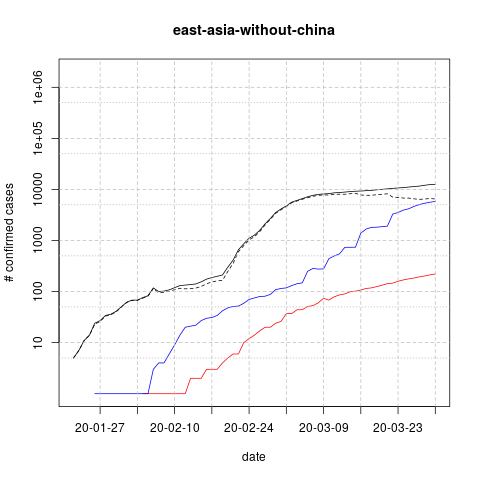 east-asia-without-china
# confirmed cases
1e+06
1e+05
10000
1000
100
10
20-01-27 20-02-10 20-02-24 20-03-09 20-03-23
date